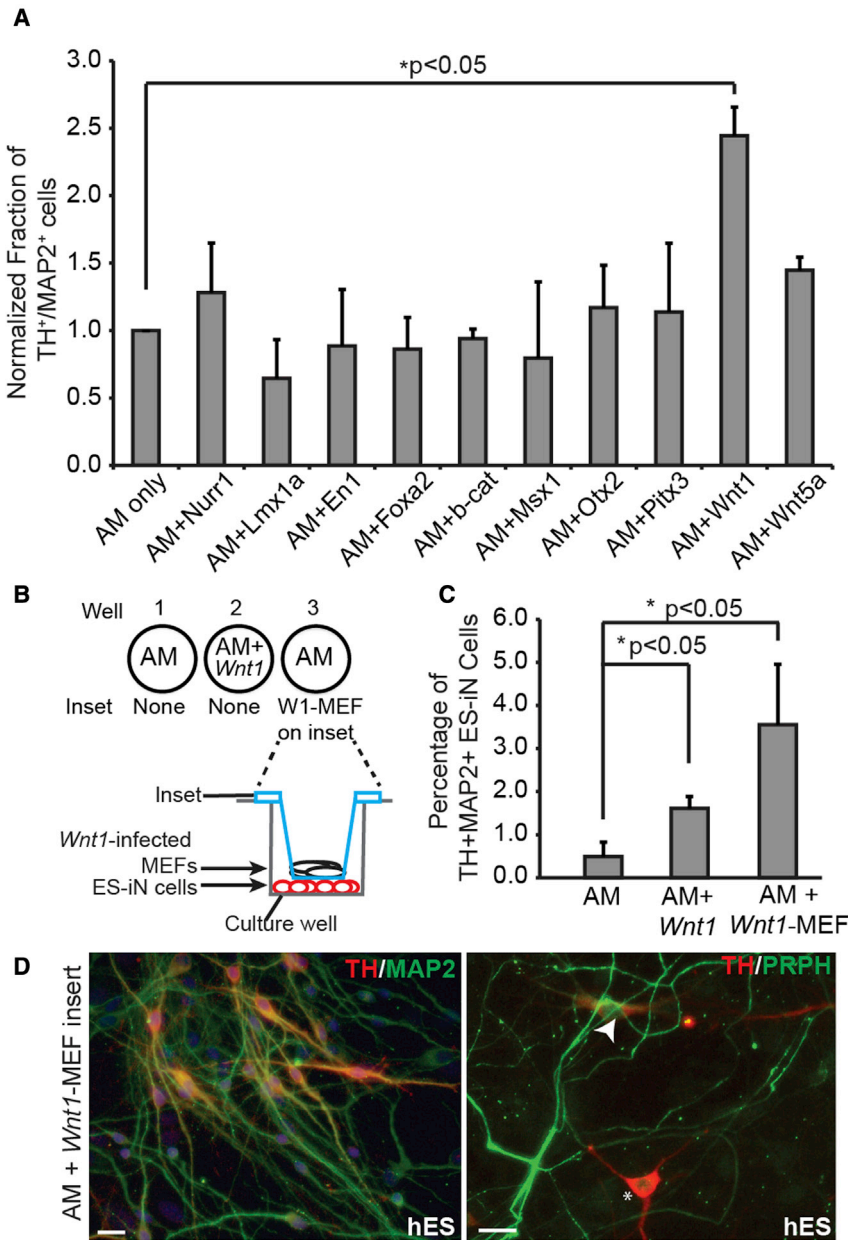 A
Normalized Fraction of
TH⁺/MAP2⁺ cells
3.0
2.5
2.0
1.5
1.0
0.5
0.0
*p<0.05
AM only
AM+Nurr1
AM+Lmx1a
AM+En1
AM+Foxa2
AM+b-cat
AM+Msx1
AM+Otx2
AM+Pitx3
AM+Wnt1
AM+Wnt5a
B
Well 1 2 3
AM
AM+
Wnt1
AM
Inset None None W1-MEF
on inset
Inset
Wnt1-infected
MEFs
ES-iN cells
Culture well
C
Percentage of
TH+MAP2+ ES-iN Cells
6.0
5.0
4.0
3.0
2.0
1.0
0.0
* p<0.05
*p<0.05
AM
AM+
Wnt1
AM +
Wnt1-MEF
D
AM + Wnt1-MEF insert
TH/MAP2
hES
TH/PRPH
*
hES